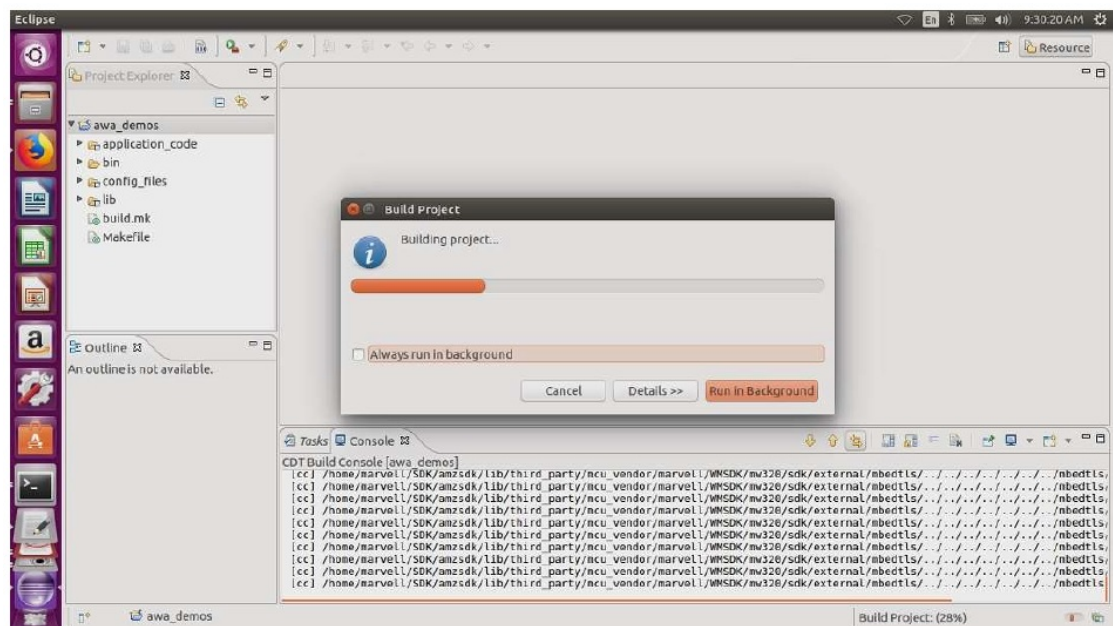 Eclipse
En
9:30:20 AM
Resource
Project Explorer
awa_demos
application_code
bin
config_files
lib
build.mk
Makefile
Outline
An outline is not available.
Build Project
Building project...
Always run in background
Cancel
Details >>
Run in Background
Tasks
Console
CDT Build Console [awa_demos]
[cc] /home/marvell/SDK/amzsdk/lib/third_party/mcu_vendor/marvell/WMSDK/mw320/sdk/external/mbedtls/../../../../../../../mbedtls/
[cc] /home/marvell/SDK/amzsdk/lib/third_party/mcu_vendor/marvell/WMSDK/mw320/sdk/external/mbedtls/../../../../../../../mbedtls/
[cc] /home/marvell/SDK/amzsdk/lib/third_party/mcu_vendor/marvell/WMSDK/mw320/sdk/external/mbedtls/../../../../../../../mbedtls/
[cc] /home/marvell/SDK/amzsdk/lib/third_party/mcu_vendor/marvell/WMSDK/mw320/sdk/external/mbedtls/../../../../../../../mbedtls/
[cc] /home/marvell/SDK/amzsdk/lib/third_party/mcu_vendor/marvell/WMSDK/mw320/sdk/external/mbedtls/../../../../../../../mbedtls/
[cc] /home/marvell/SDK/amzsdk/lib/third_party/mcu_vendor/marvell/WMSDK/mw320/sdk/external/mbedtls/../../../../../../../mbedtls/
[cc] /home/marvell/SDK/amzsdk/lib/third_party/mcu_vendor/marvell/WMSDK/mw320/sdk/external/mbedtls/../../../../../../../mbedtls/
[cc] /home/marvell/SDK/amzsdk/lib/third_party/mcu_vendor/marvell/WMSDK/mw320/sdk/external/mbedtls/../../../../../../../mbedtls/
[cc] /home/marvell/SDK/amzsdk/lib/third_party/mcu_vendor/marvell/WMSDK/mw320/sdk/external/mbedtls/../../../../../../../mbedtls
[cc] /home/marvell/SDK/amzsdk/lib/third_party/mcu_vendor/marvell/WMSDK/mw320/sdk/external/mbedtls/../../../../../../../mbedtls
awa_demos
Build Project: (28%)